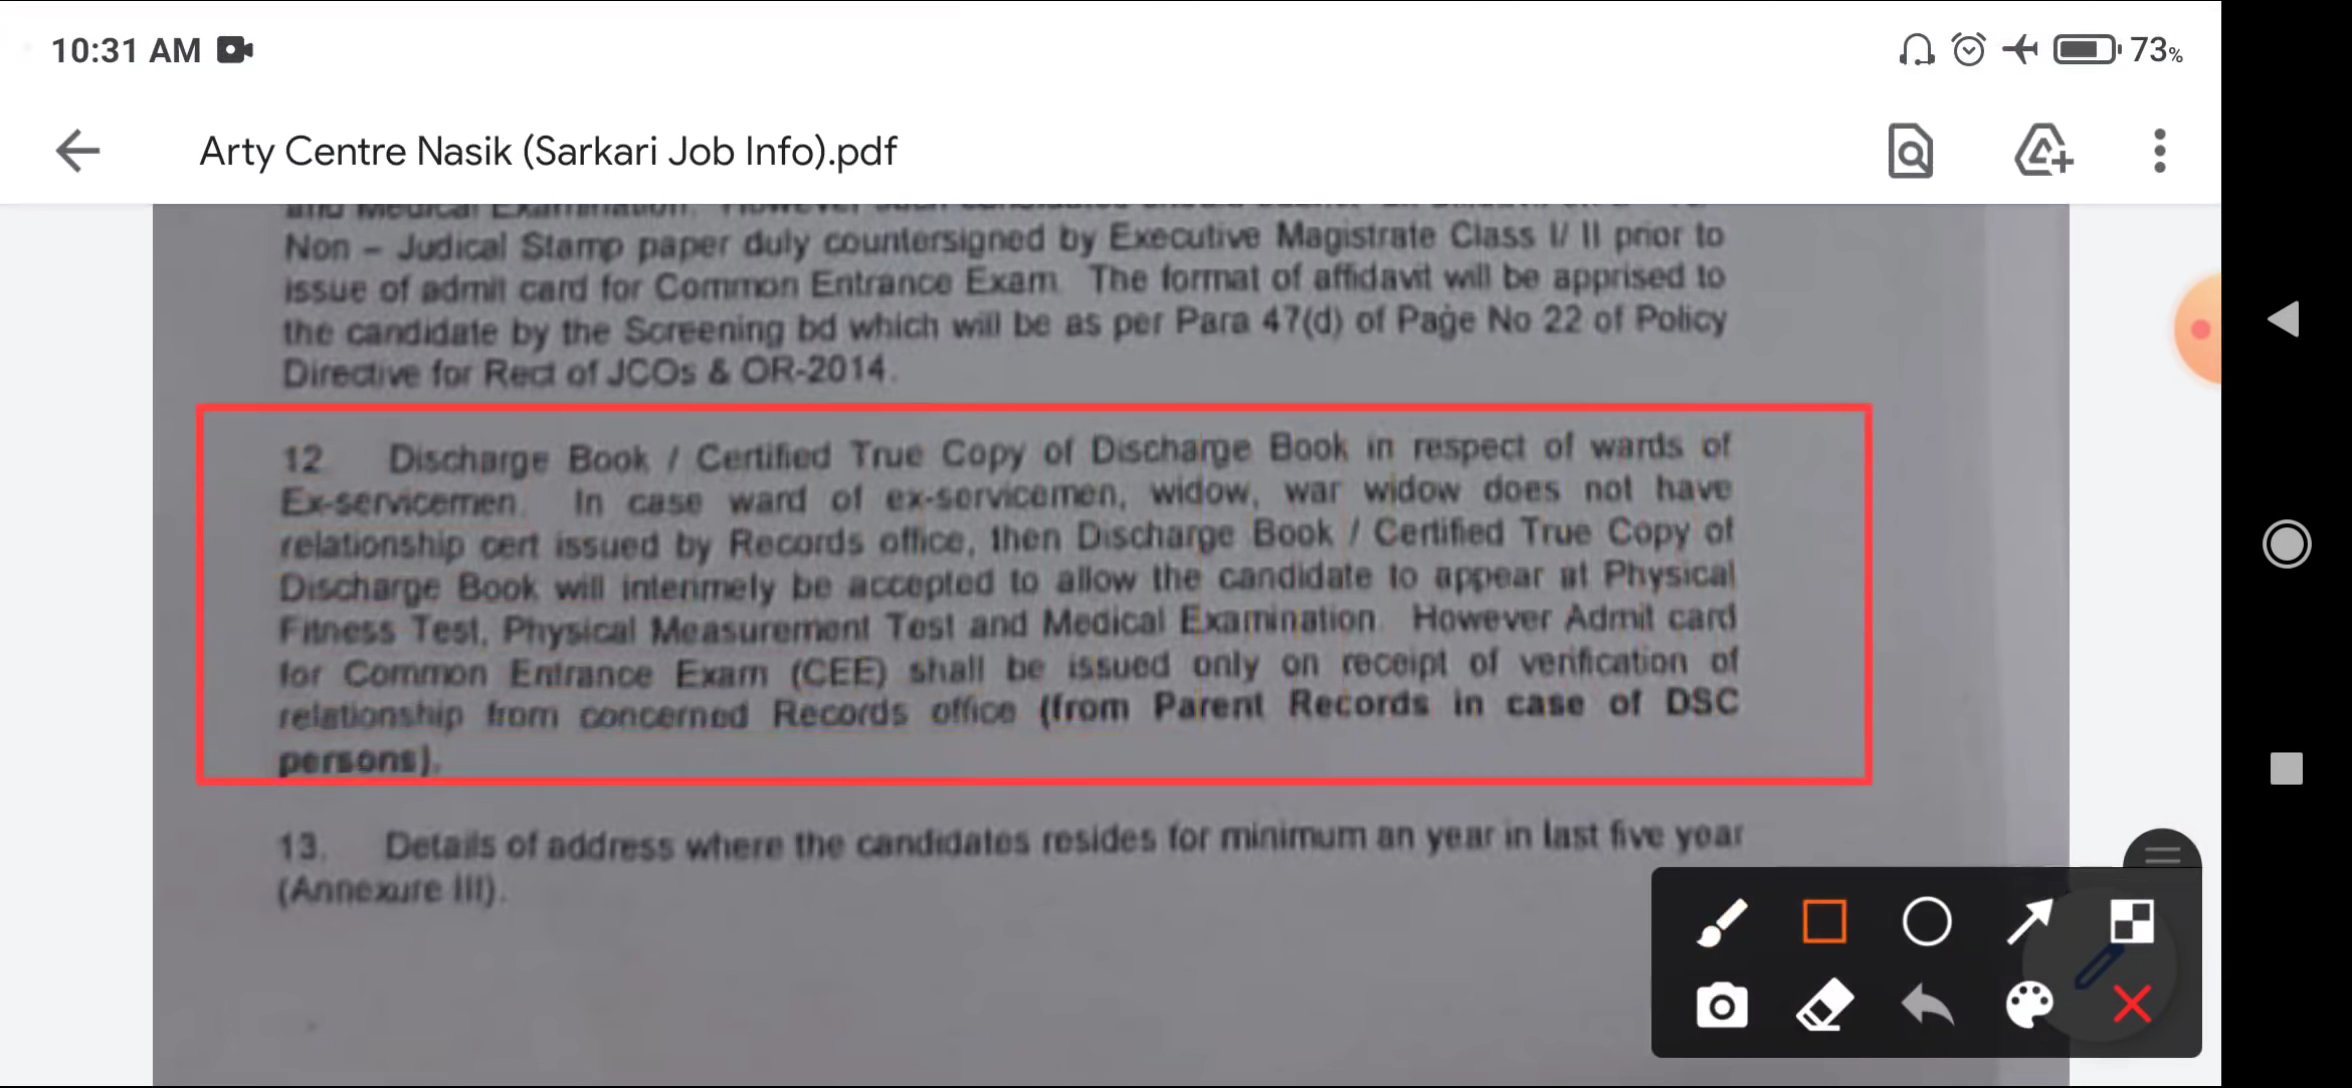 10:31 AM
73%
Arty Centre Nasik (Sarkari Job Info).pdf
and Medical Examination. However such candidates
Non – Judical Stamp paper duly countersigned by Executive Magistrate Class I/ II prior to
issue of admit card for Common Entrance Exam The format of affidavit will be apprised to
the candidate by the Screening bd which will be as per Para 47(d) of Page No 22 of Policy
Directive for Rect of JCOs & OR-2014.
12 Discharge Book / Certified True Copy of Discharge Book in respect of wards of
Ex-servicemen. In case ward of ex-servicemen, widow, war widow does not have
relationship cert issued by Records office, then Discharge Book / Certified True Copy of
Discharge Book will interimely be accepted to allow the candidate to appear at Physical
Fitness Test, Physical Measurement Test and Medical Examination. However Admit card
for Common Entrance Exam (CEE) shall be issued only on receipt of verification of
relationship from concerned Records office (from Parent Records in case of DSC
persons).
13. Details of address where the candidates resides for minimum an year in last five year
(Annexure III).